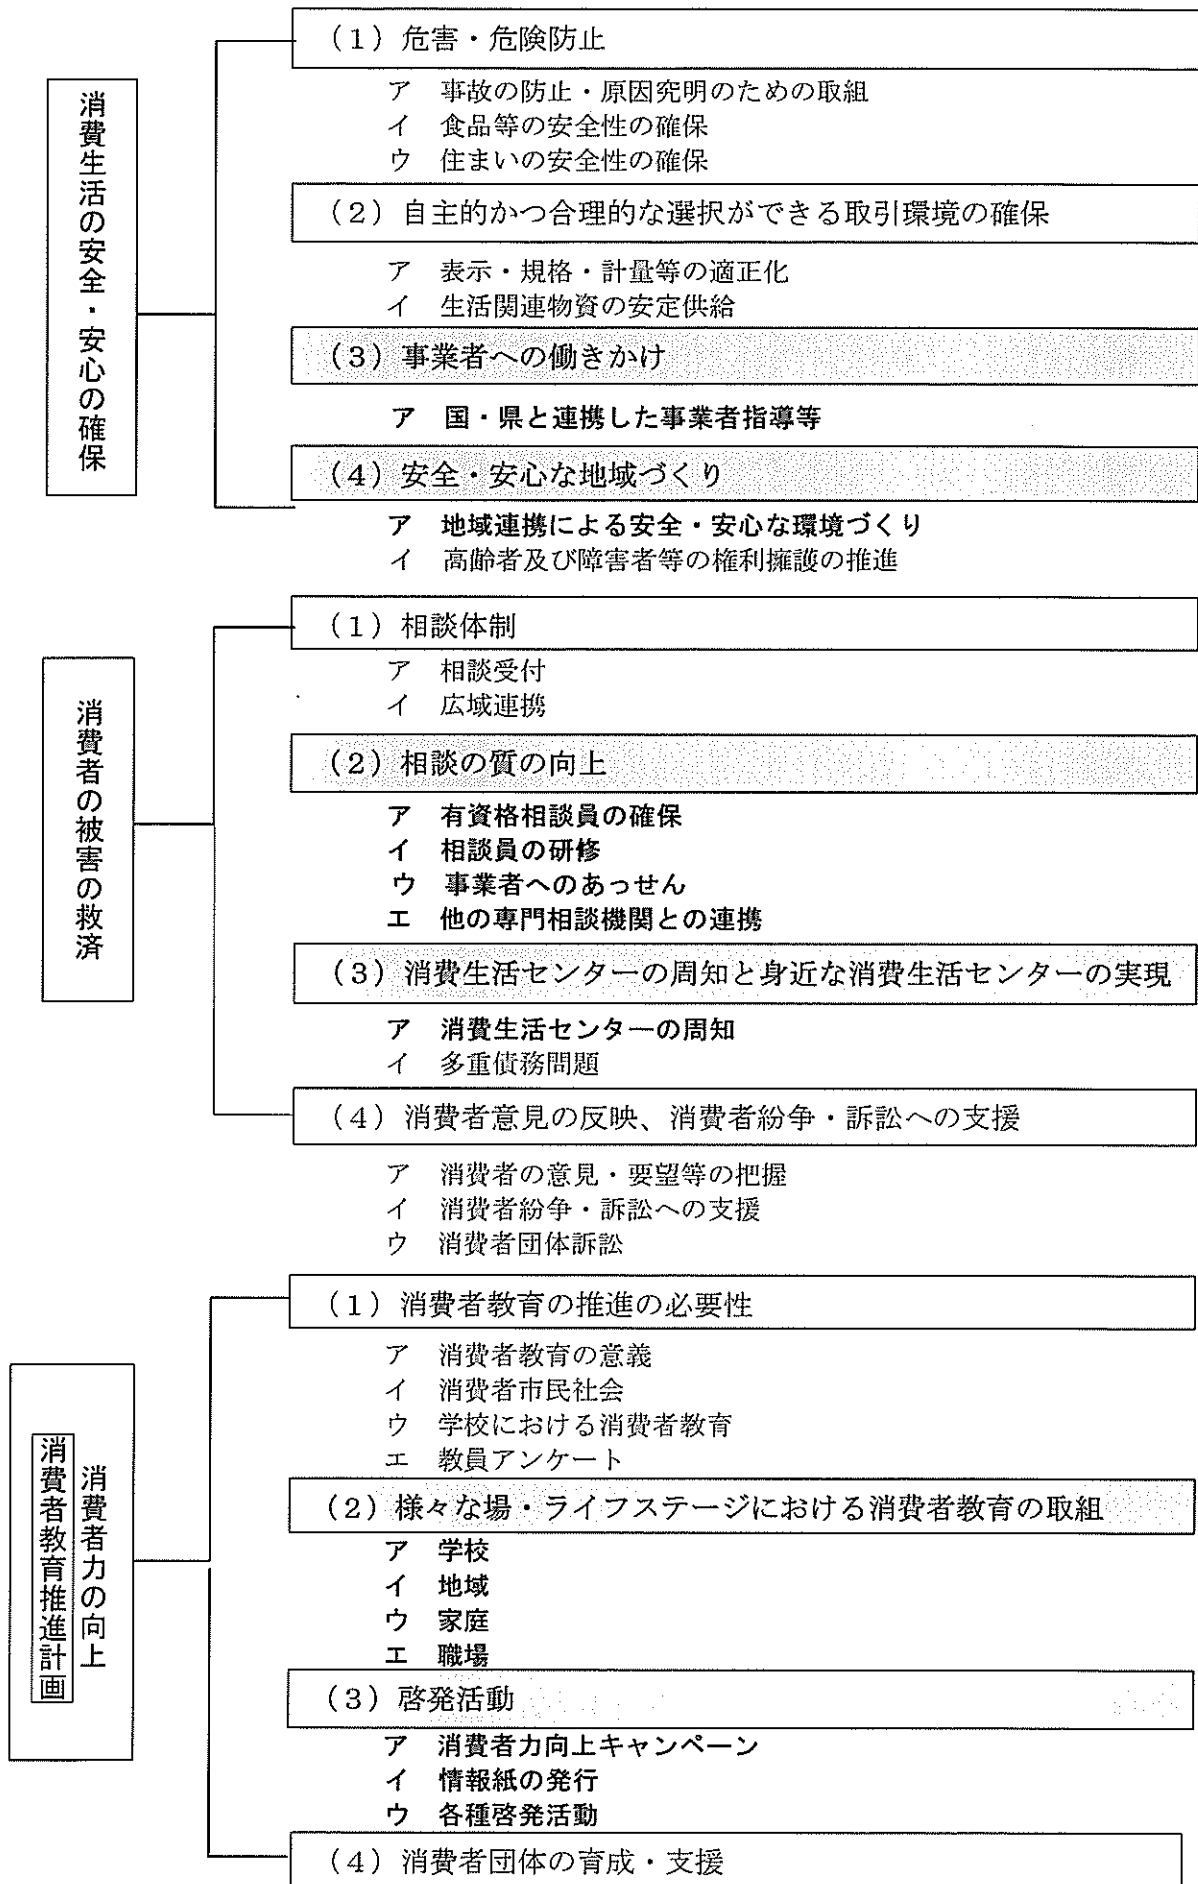 消費生活の安全・安心の確保
（１）危害・危険防止
ア　事故の防止・原因究明のための取組
イ　食品等の安全性の確保
ウ　住まいの安全性の確保
（２）自主的かつ合理的な選択ができる取引環境の確保
ア　表示・規格・計量等の適正化
イ　生活関連物資の安定供給
（３）事業者への働きかけ
ア　国・県と連携した事業者指導等
（４）安全・安心な地域づくり
ア　地域連携による安全・安心な環境づくり
イ　高齢者及び障害者等の権利擁護の推進
消費者の被害の救済
（１）相談体制
ア　相談受付
イ　広域連携
（２）相談の質の向上
ア　有資格相談員の確保
イ　相談員の研修
ウ　事業者へのあっせん
エ　他の専門相談機関との連携
（３）消費生活センターの周知と身近な消費生活センターの実現
ア　消費生活センターの周知
イ　多重債務問題
（４）消費者意見の反映、消費者紛争・訴訟への支援
ア　消費者の意見・要望等の把握
イ　消費者紛争・訴訟への支援
ウ　消費者団体訴訟
消費者力の向上
消費者教育推進計画
（１）消費者教育の推進の必要性
ア　消費者教育の意義
イ　消費者市民社会
ウ　学校における消費者教育
エ　教員アンケート
（２）様々な場・ライフステージにおける消費者教育の取組
ア　学校
イ　地域
ウ　家庭
エ　職場
（３）啓発活動
ア　消費者力向上キャンペーン
イ　情報紙の発行
ウ　各種啓発活動
（４）消費者団体の育成・支援